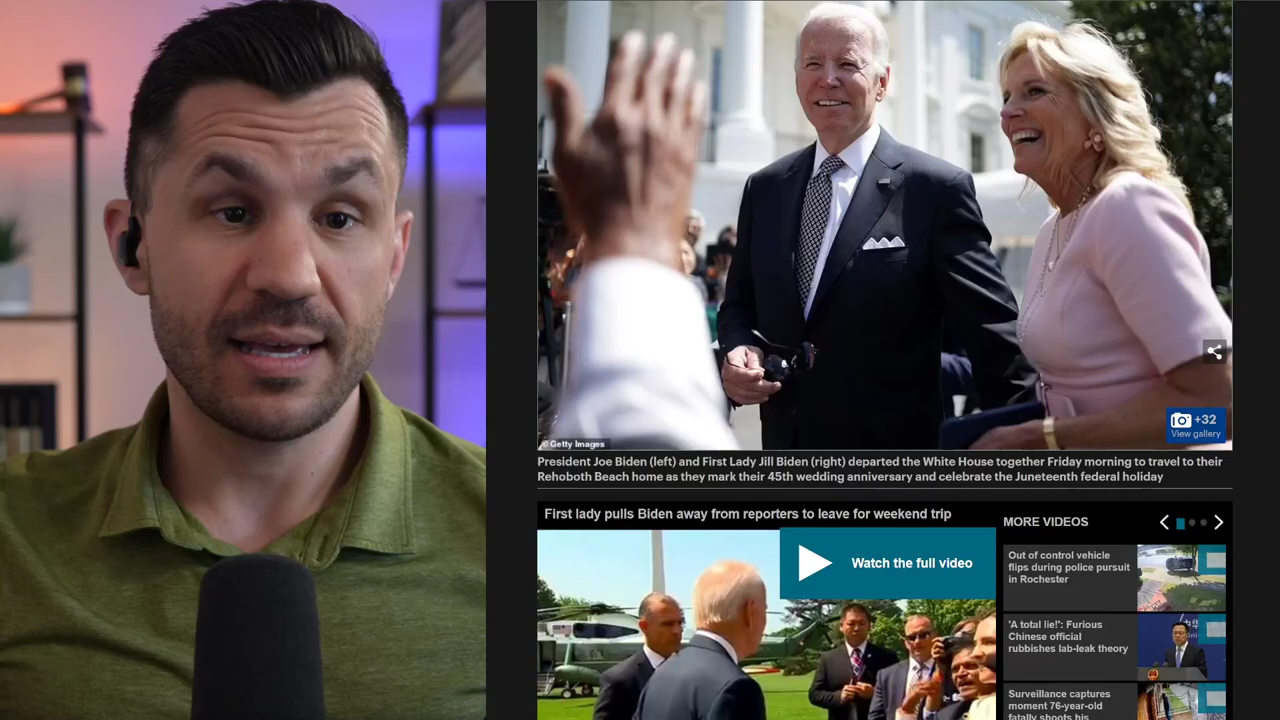 © Getty Images
+32
View gallery
President Joe Biden (left) and First Lady Jill Biden (right) departed the White House together Friday morning to travel to their
Rehoboth Beach home as they mark their 45th wedding anniversary and celebrate the Juneteenth federal holiday
First lady pulls Biden away from reporters to leave for weekend trip
Watch the full video
MORE VIDEOS
Out of control vehicle
flips during police pursuit
in Rochester
'A total lie!': Furious
Chinese official
rubbishes lab-leak theory
Surveillance captures
moment 76-year-old
fatally shoots his